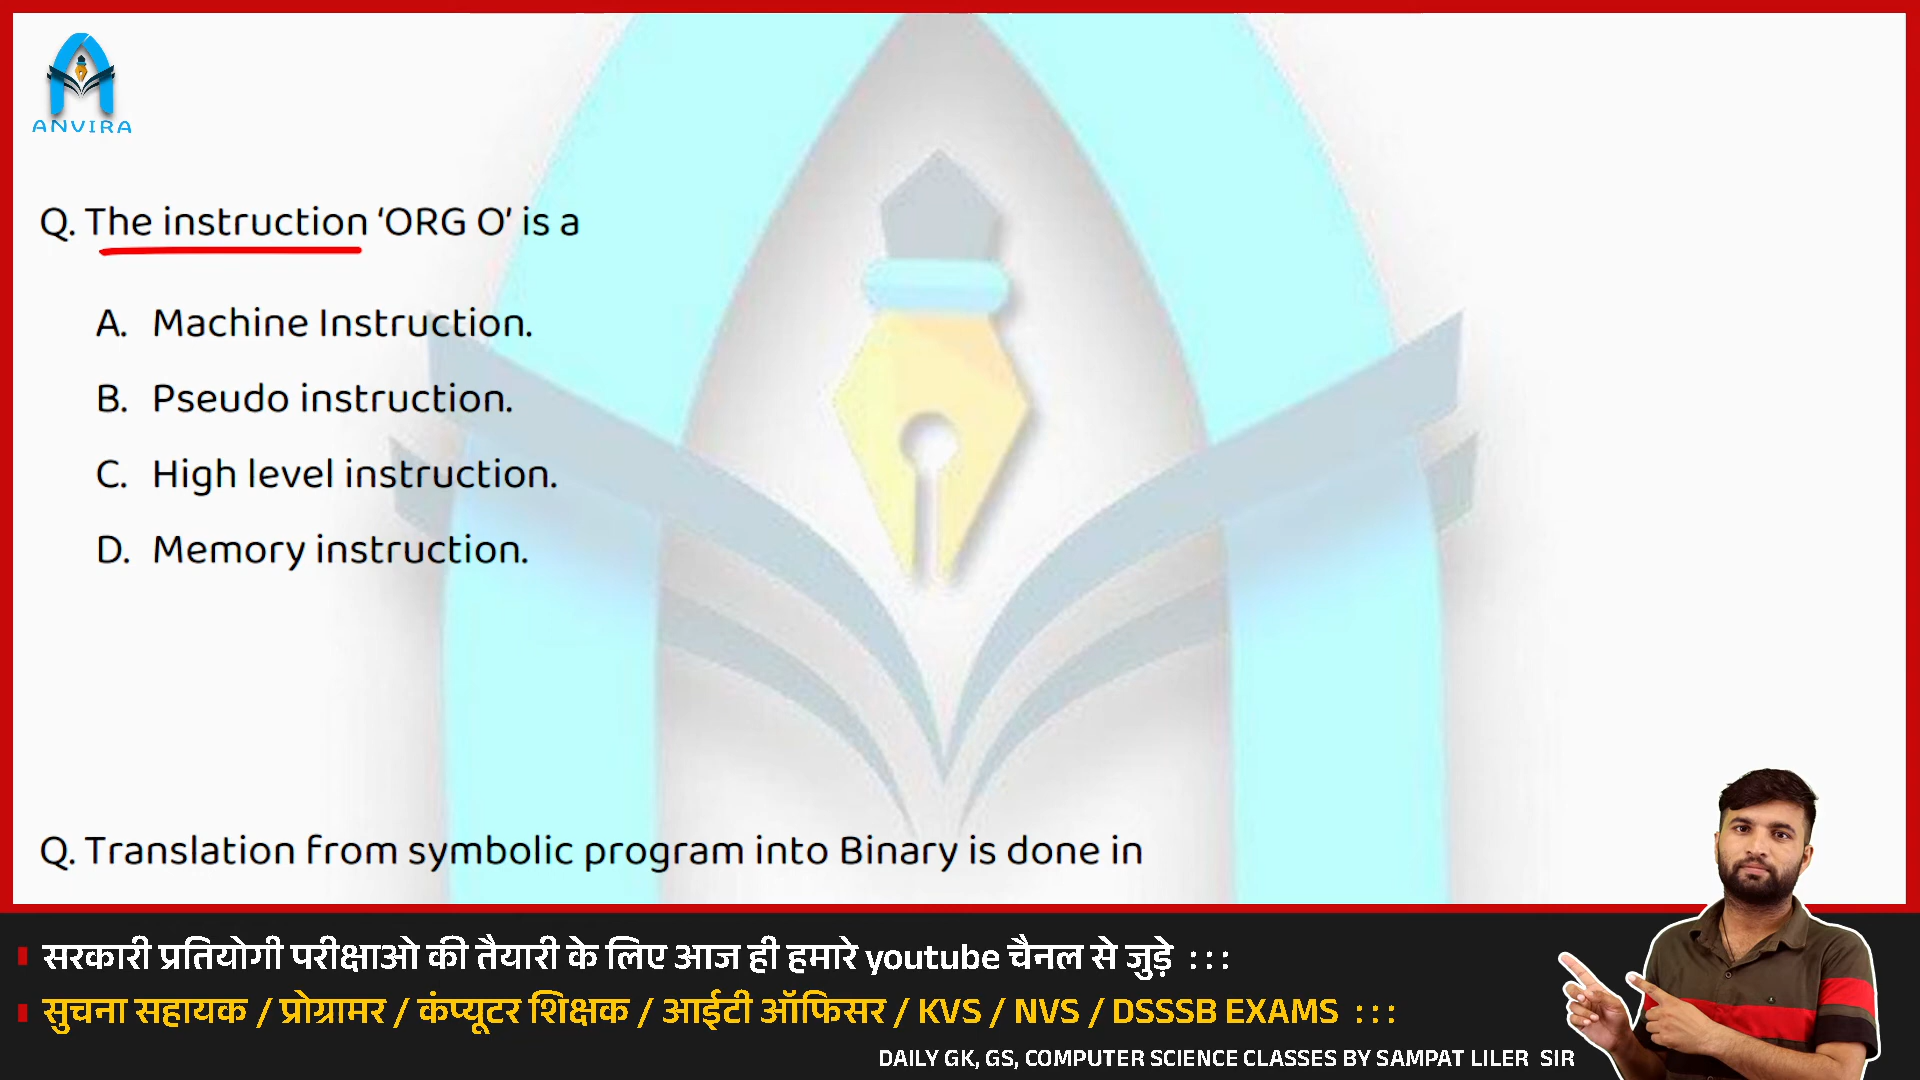 ANVIRA
Q. The instruction ‘ORG O’ is a
A. Machine Instruction.
B. Pseudo instruction.
C. High level instruction.
D. Memory instruction.
Q. Translation from symbolic program into Binary is done in
सरकारी प्रतियोगी परीक्षाओ की तैयारी के लिए आज ही हमारे youtube चैनल से जुड़े :::
सुचना सहायक / प्रोग्रामर / कंप्यूटर शिक्षक / आईटी ऑफिसर / KVS / NVS / DSSSB EXAMS :::
DAILY GK, GS, COMPUTER SCIENCE CLASSES BY SAMPAT LILER SIR